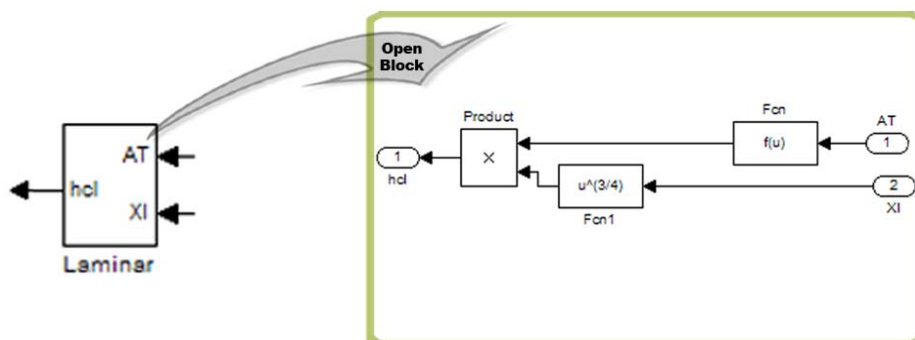 Open
Block
AT
hcl
XI
Laminar
Product
Fcn
AT
1
hcl
×
f(u)
1
u^(3/4)
2
Fcn1
XI